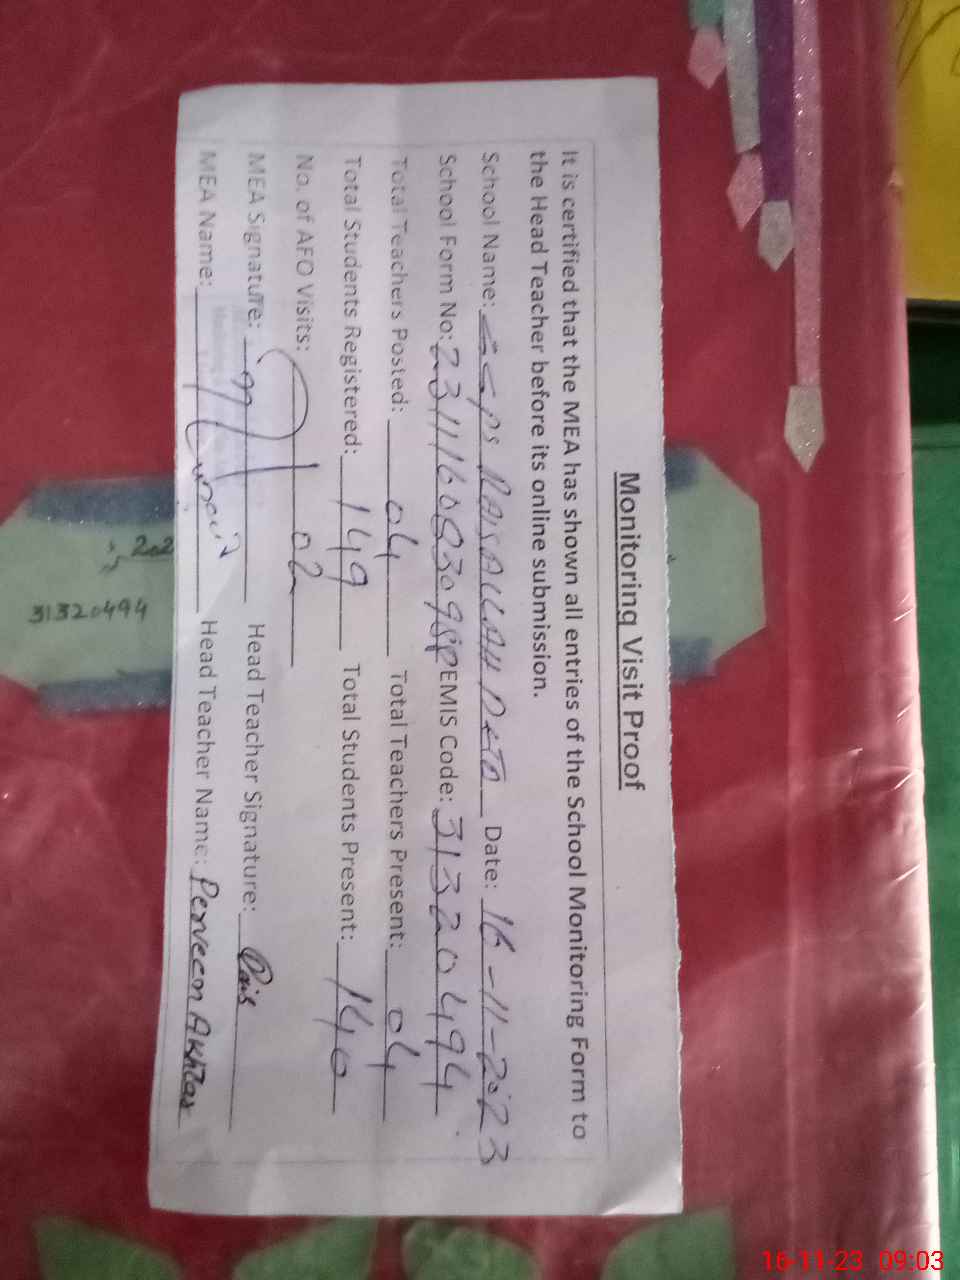 Monitoring Visit Proof
It is certified that the MEA has shown all entries of the School Monitoring Form to
the Head Teacher before its online submission.
School Name: Date: 16-11-2023
School Form No: EMIS Code: 31320494
Total Teachers Posted: 04 Total Teachers Present: 04
Total Students Registered: 149 Total Students Present: 140
No. of AFO Visits: 02
MEA Signature: Head Teacher Signature:
MEA Name: Head Teacher Name: Perveen Akhtar
31320494
16-11-23 09:03